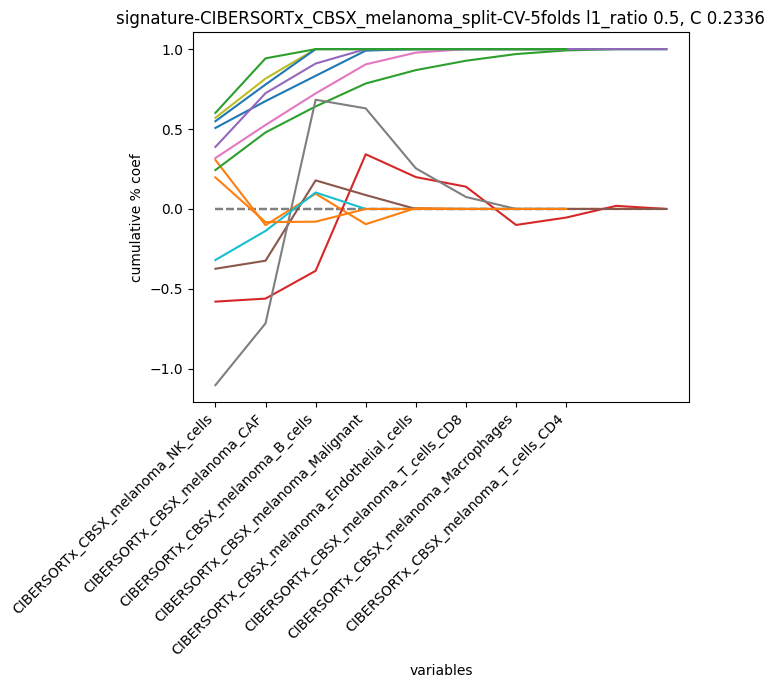 signature-CIBERSORTx_CBSX_melanoma_split-CV-5folds l1_ratio 0.5, C 0.2336
1.0
0.5
0.0
−0.5
−1.0
cumulative % coef
CIBERSORTx_CBSX_melanoma_NK_cells
CIBERSORTx_CBSX_melanoma_CAF
CIBERSORTx_CBSX_melanoma_B_cells
CIBERSORTx_CBSX_melanoma_Malignant
CIBERSORTx_CBSX_melanoma_Endothelial_cells
CIBERSORTx_CBSX_melanoma_T_cells_CD8
CIBERSORTx_CBSX_melanoma_Macrophages
CIBERSORTx_CBSX_melanoma_T_cells_CD4
variables